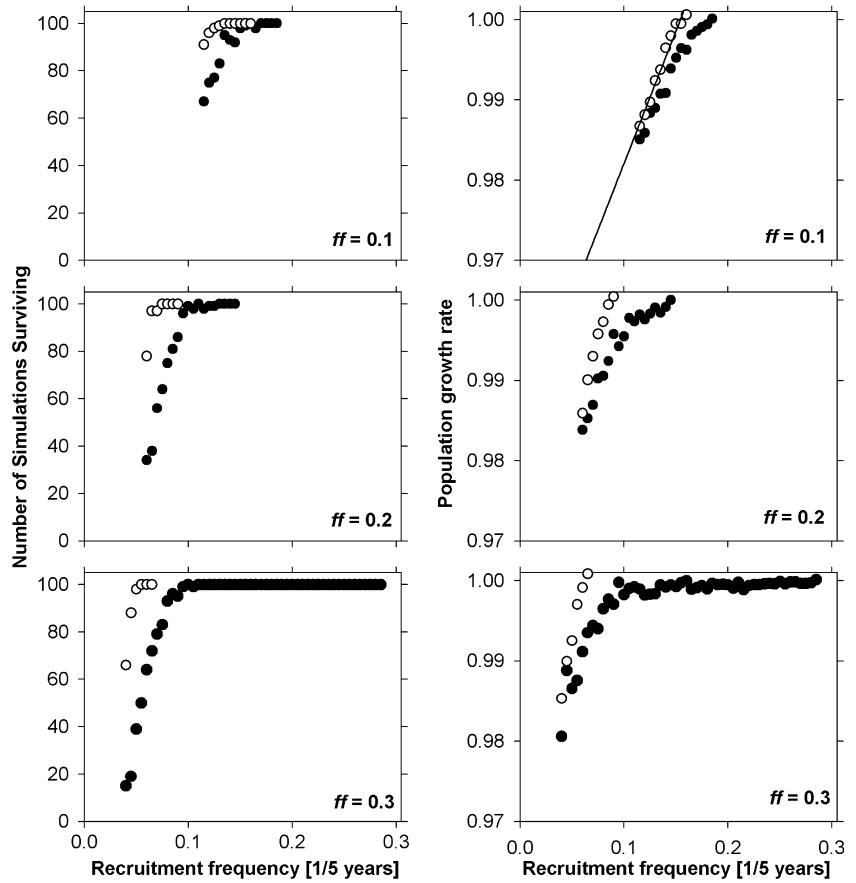 Number of Simulations Surviving
100
80
60
40
20
0
ff = 0.1
100
80
60
40
20
0
ff = 0.2
100
80
60
40
20
0
ff = 0.3
0.0 0.1 0.2 0.3
Recruitment frequency [1/5 years]
Population growth rate
1.00
0.99
0.98
0.97
ff = 0.1
1.00
0.99
0.98
0.97
ff = 0.2
1.00
0.99
0.98
0.97
ff = 0.3
0.0 0.1 0.2 0.3
Recruitment frequency [1/5 years]